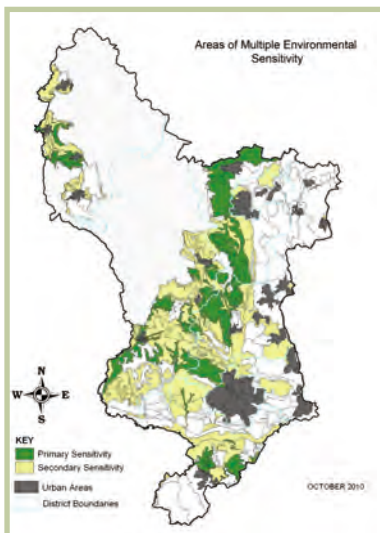 Areas of Multiple Environmental
Sensitivity
N
W E
S
KEY
Primary Sensitivity
Secondary Sensitivity
Urban Areas
District Boundaries
OCTOBER 2010